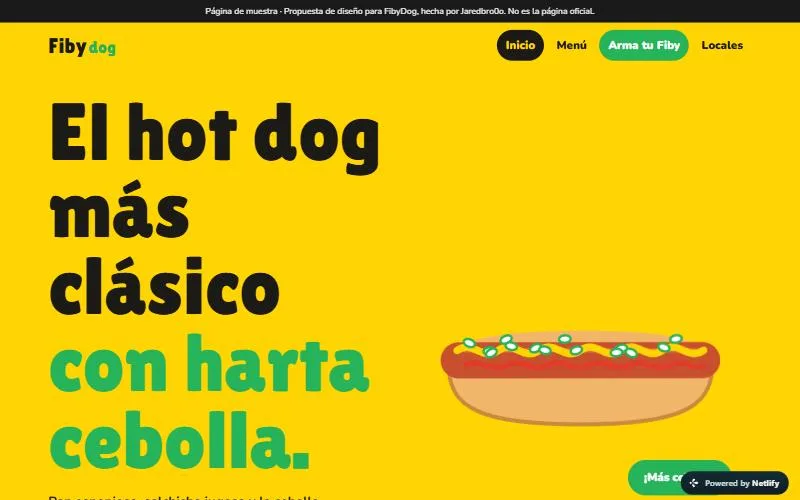 Página de muestra · Propuesta de diseño para FibyDog, hecha por Jaredbro0o. No es la página oficial.
Fiby dog
Inicio
Menú
Arma tu Fiby
Locales
El hot dog
más
clásico
con harta
cebolla.
¡Más
Powered by Netlify